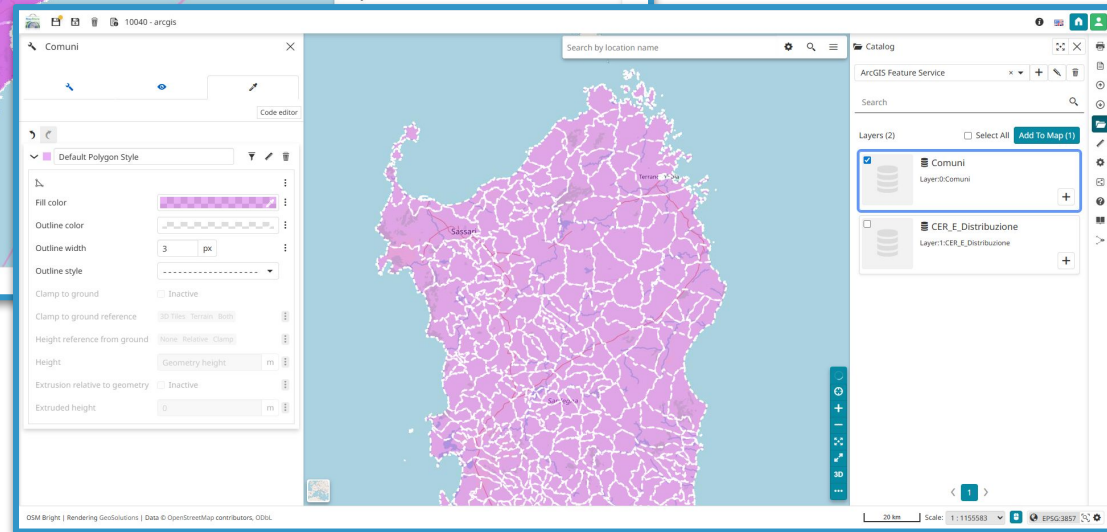 10040 - arcgis
Comuni
Code editor
Default Polygon Style
Fill color
Outline color
Outline width
3
px
Outline style
Clamp to ground
Inactive
Clamp to ground reference
3D Tiles Terrain Both
Height reference from ground
None Relative Clamp
Height
Geometry height
m
Extrusion relative to geometry
Inactive
Extruded height
0
m
Search by location name
Sassari
Sardegna
3D
Catalog
ArcGIS Feature Service
Search
Layers (2)
Select All
Add To Map (1)
Comuni
Layer:0:Comuni
CER_E_Distribuzione
Layer:1:CER_E_Distribuzione
1
OSM Bright | Rendering GeoSolutions | Data © OpenStreetMap contributors, ODbL
20 km
Scale:
1 : 1155583
EPSG:3857